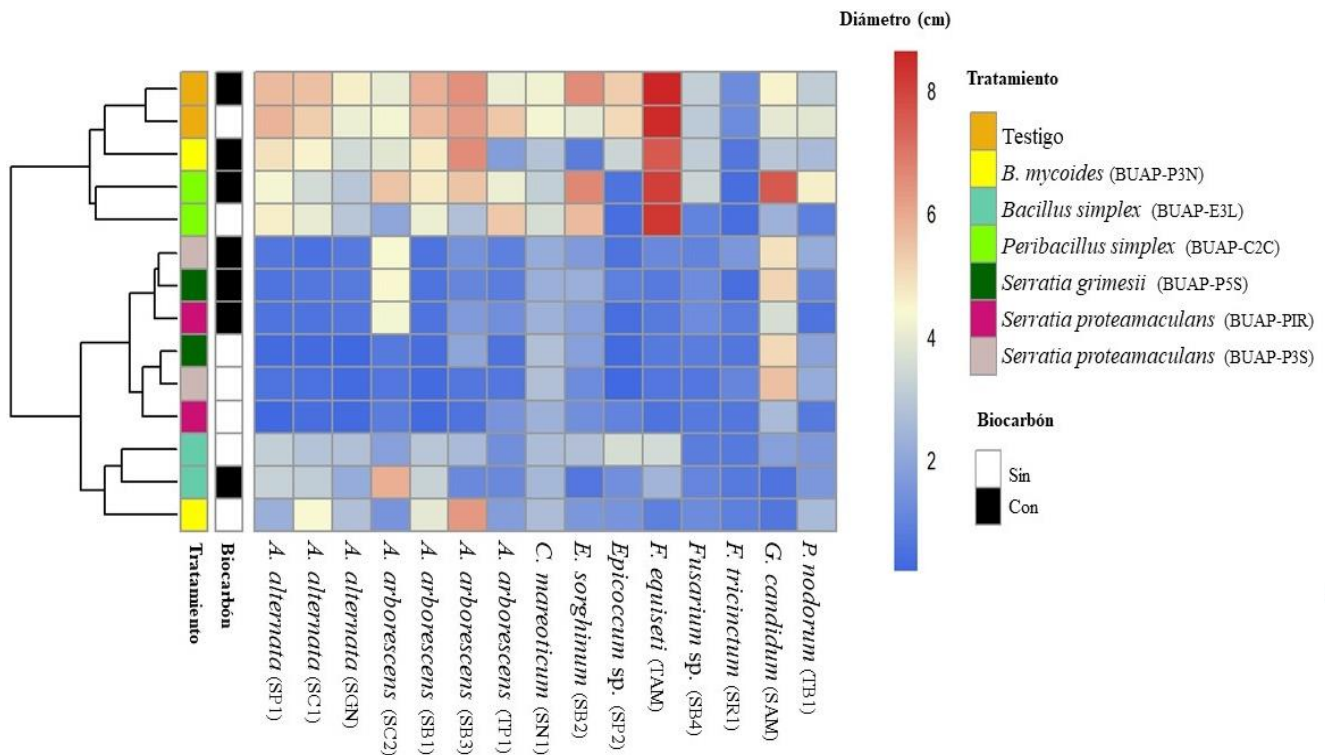 Diámetro (cm)
8
6
4
2
Tratamiento
Testigo
B. mycoides (BUAP-P3N)
Bacillus simplex (BUAP-E3L)
Peribacillus simplex (BUAP-C2C)
Serratia grimesii (BUAP-P5S)
Serratia proteamaculans (BUAP-PIR)
Serratia proteamaculans (BUAP-P3S)
Biocarbón
Sin
Con
Tratamiento
Biocarbón
A. alternata (SP1)
A. alternata (SC1)
A. alternata (SGN)
A. arborescens (SC2)
A. arborescens (SB1)
A. arborescens (SB3)
A. arborescens (TP1)
C. mareoticum (SN1)
E. sorghinum (SB2)
Epicoccum sp. (SP2)
F. equiseti (TAM)
Fusarium sp. (SB4)
F. tricinctum (SR1)
G. candidum (SAM)
P. nodorum (TB1)